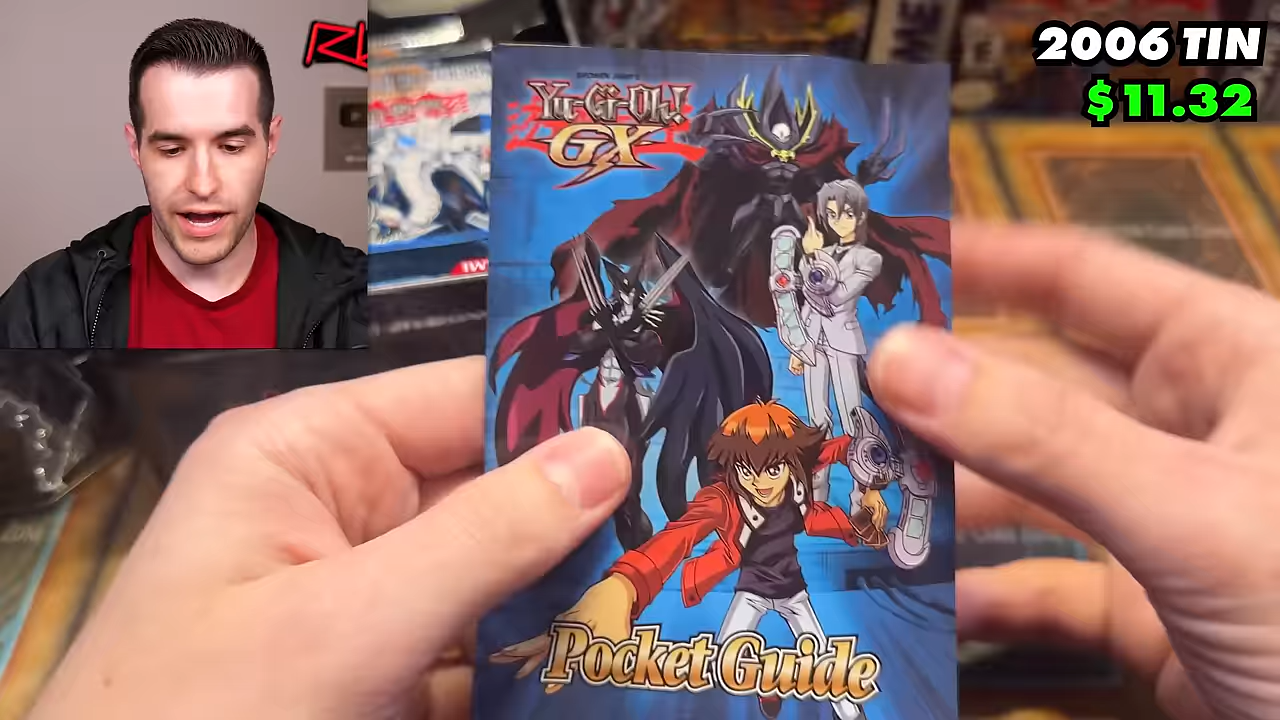 2006 TIN
$11.32
SHONEN JUMP'S
Yu-Gi-Oh!
GX
Pocket Guide